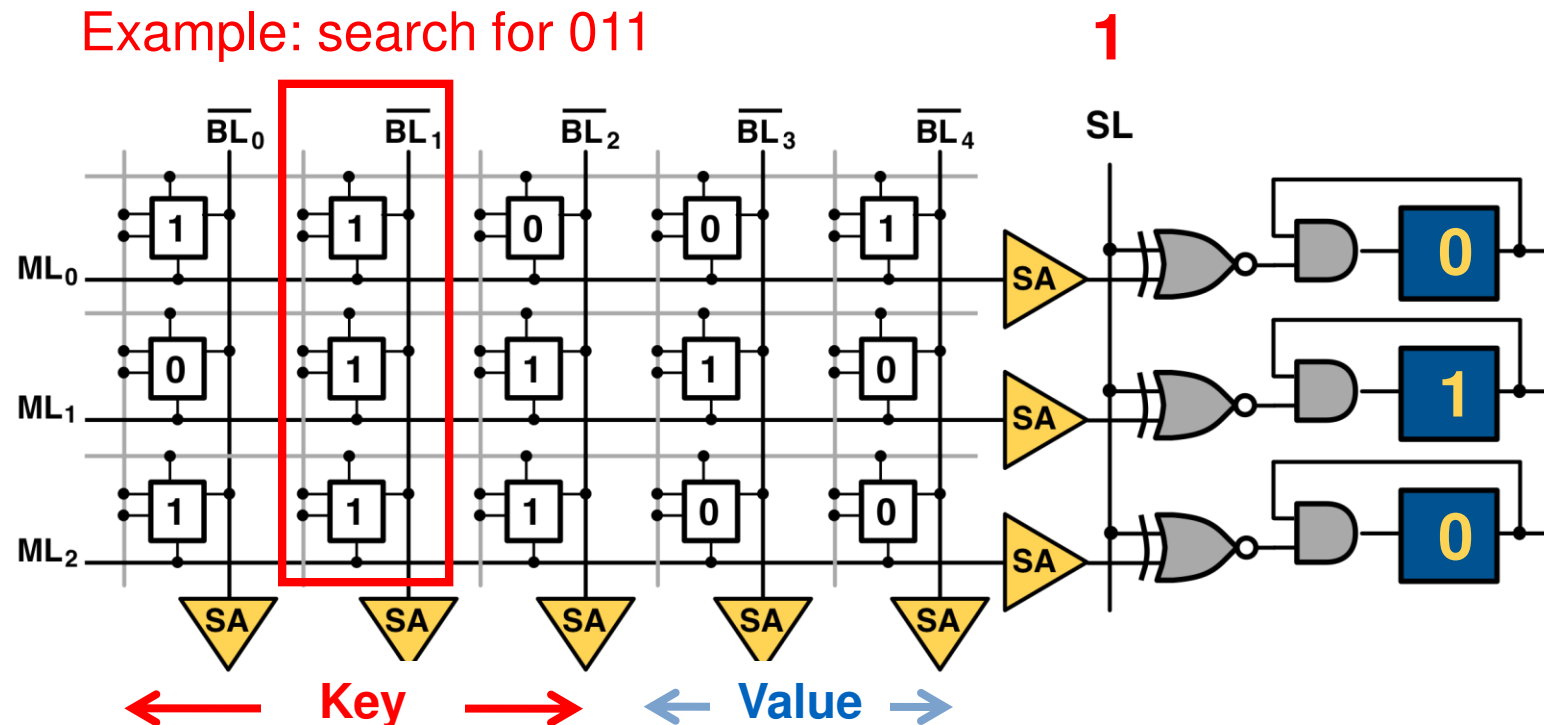 Example: search for 011
1
BL0 BL1 BL2 BL3 BL4 SL
1 1 0 0 1 0
ML0 SA
0 1 1 1 0 1
ML1 SA
1 1 1 0 0 0
ML2 SA
SA SA SA SA SA
Key Value